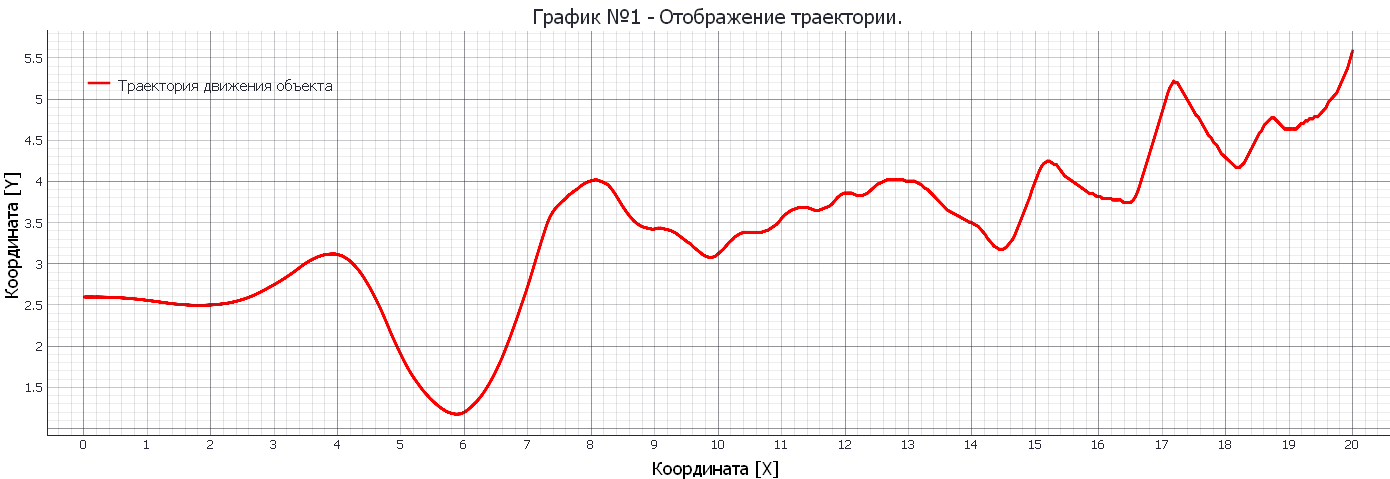 График №1 - Отображение траектории.
5.5
Траектория движения объекта
5
4.5
4
3.5
3
2.5
2
1.5
Координата [Y]
0 1 2 3 4 5 6 7 8 9 10 11 12 13 14 15 16 17 18 19 20
Координата [X]